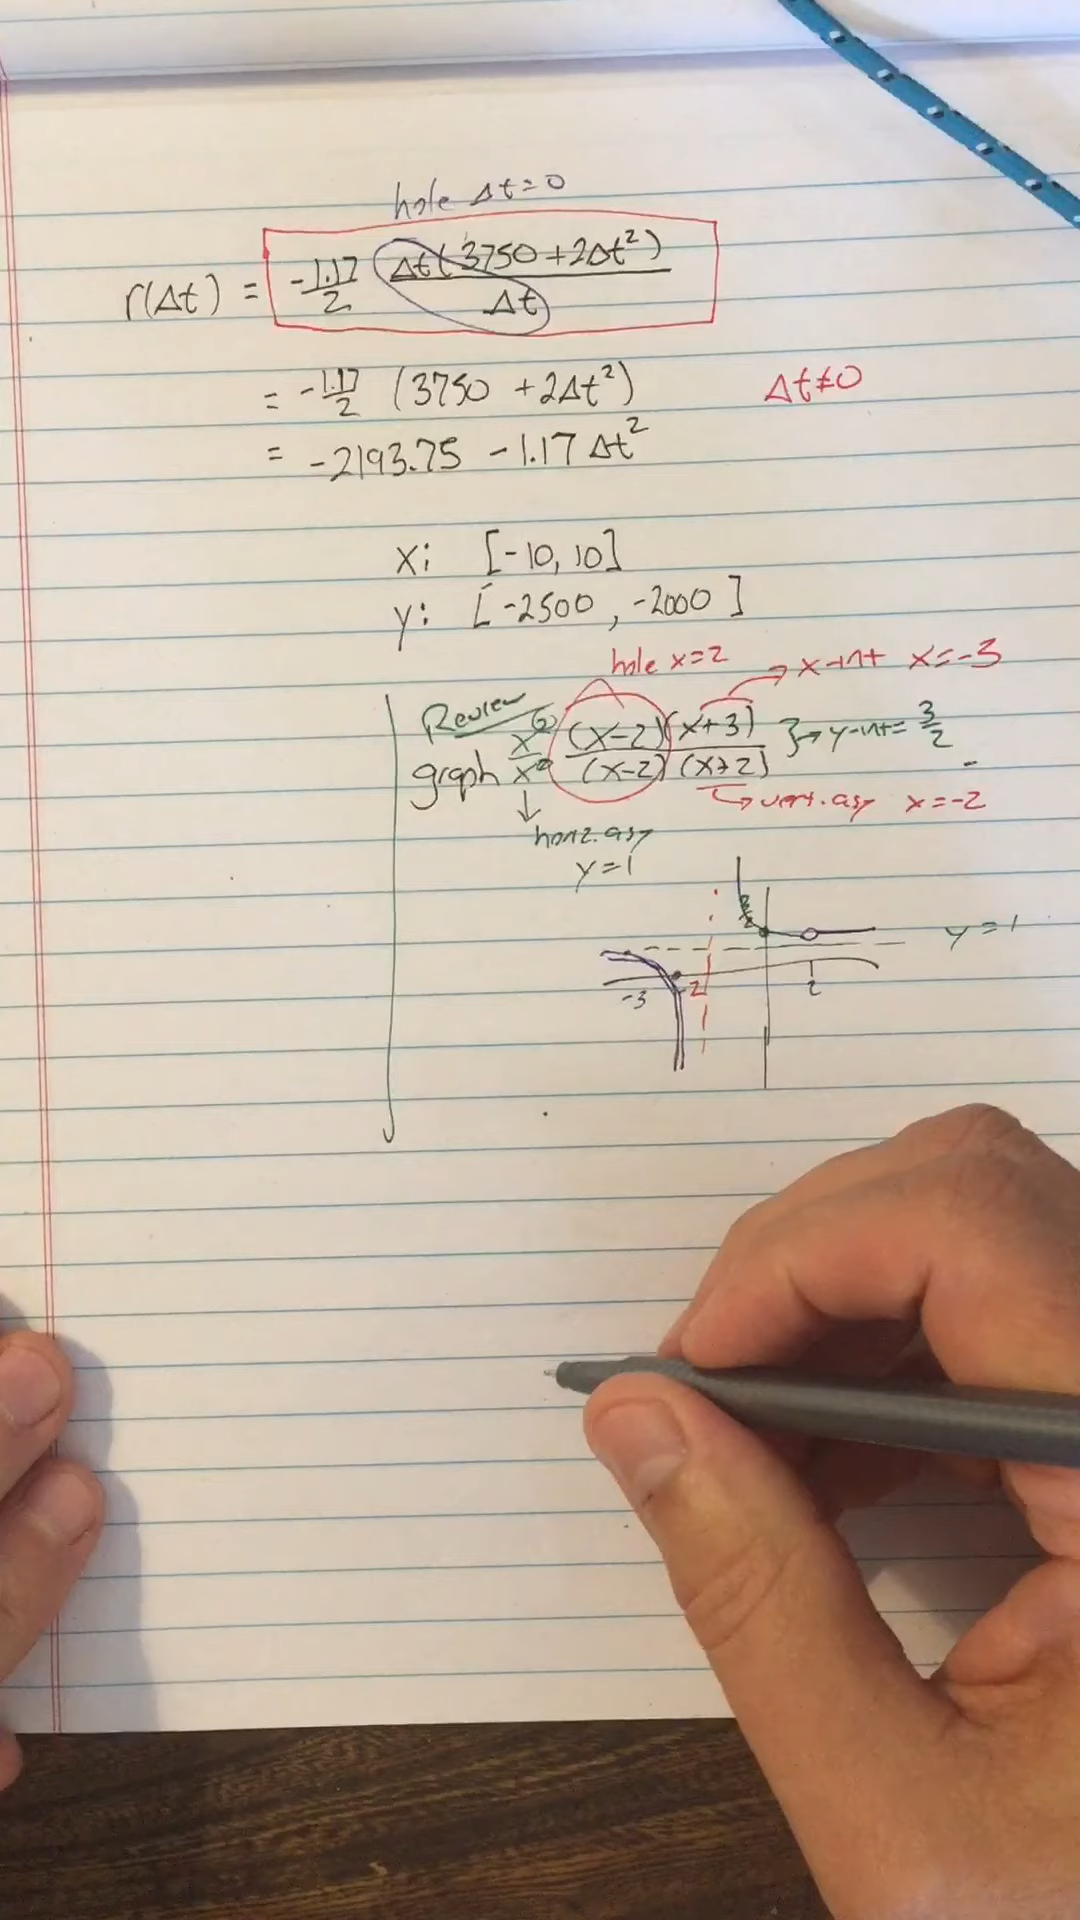 hole Δt=0
r(Δt) = -1.17/2 Δt(3750+2Δt²)/Δt
= -1.17/2 (3750 +2Δt²) Δt≠0
= -2193.75 -1.17 Δt²
x: [-10, 10]
y: [-2500, -2000]
hole x=2 → x-int x=-3
Review
graph (x-2)(x+3)/(x-2)(x+2) }→ y-int= 3/2
↳ vert. asy x=-2
horiz. asy
y=1
y=1
-3 2 2